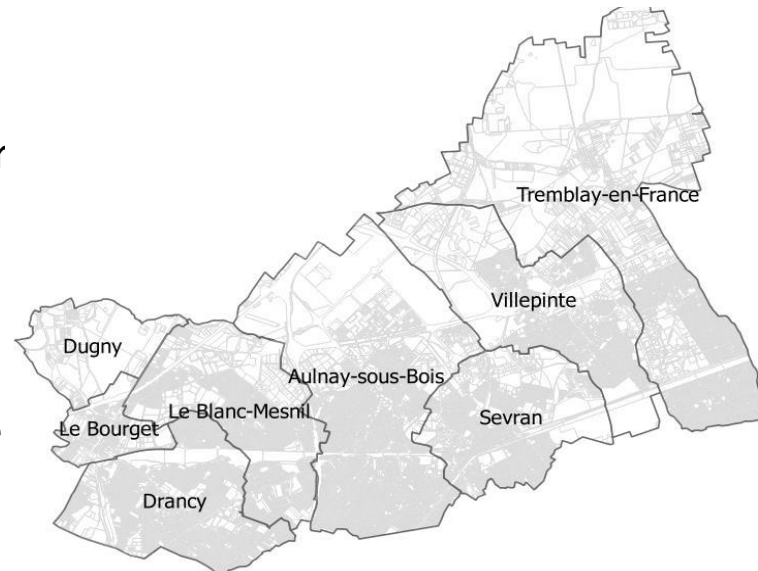 r
Tremblay-en-France
Villepinte
Dugny
Aulnay-sous-Bois
Le Blanc-Mesnil
Sevran
Le Bourget
Drancy